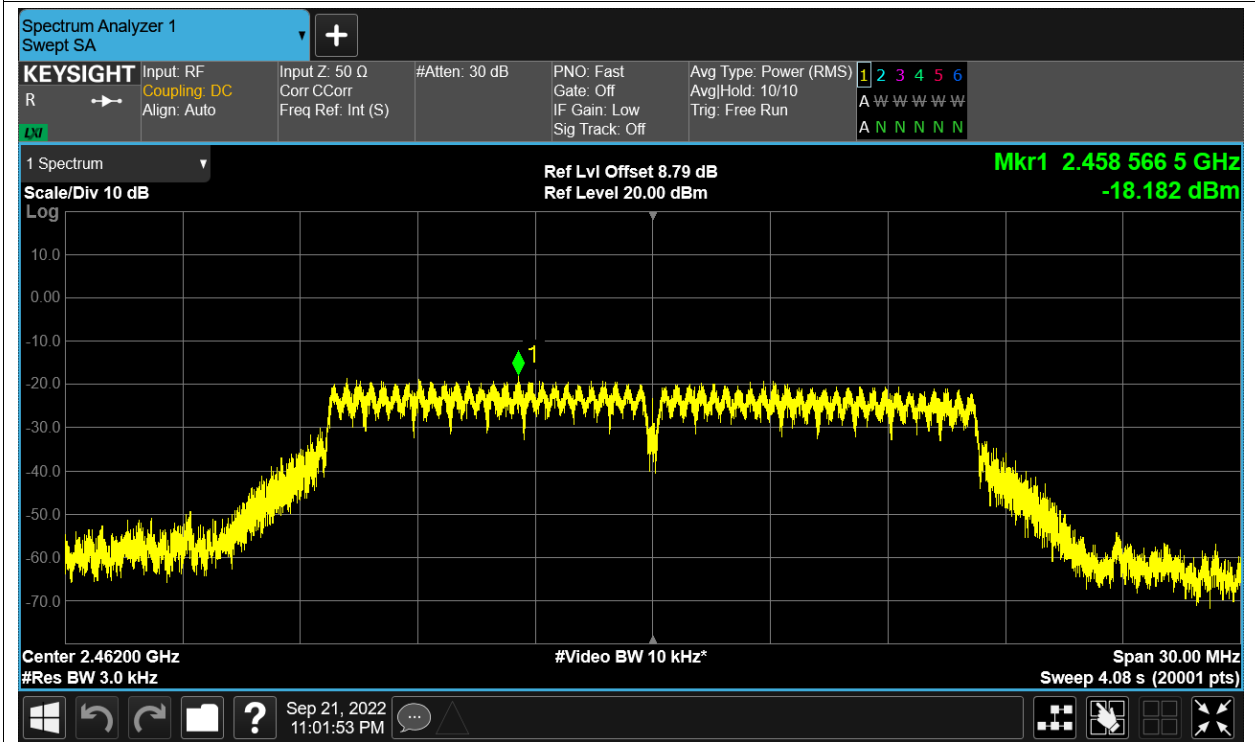 Spectrum Analyzer 1
Swept SA
+
KEYSIGHT
R
LXI
Input: RF
Coupling: DC
Align: Auto
Input Z: 50 Ω
Corr CCorr
Freq Ref: Int (S)
#Atten: 30 dB
PNO: Fast
Gate: Off
IF Gain: Low
Sig Track: Off
Avg Type: Power (RMS)
Avg|Hold: 10/10
Trig: Free Run
1 2 3 4 5 6
A W W W W W
A N N N N N
1 Spectrum
Scale/Div 10 dB
Log
Ref Lvl Offset 8.79 dB
Ref Level 20.00 dBm
Mkr1 2.458 566 5 GHz
-18.182 dBm
10.0
0.00
-10.0
1
-20.0
-30.0
-40.0
-50.0
-60.0
-70.0
Center 2.46200 GHz
#Res BW 3.0 kHz
#Video BW 10 kHz*
Span 30.00 MHz
Sweep 4.08 s (20001 pts)
?
Sep 21, 2022
11:01:53 PM